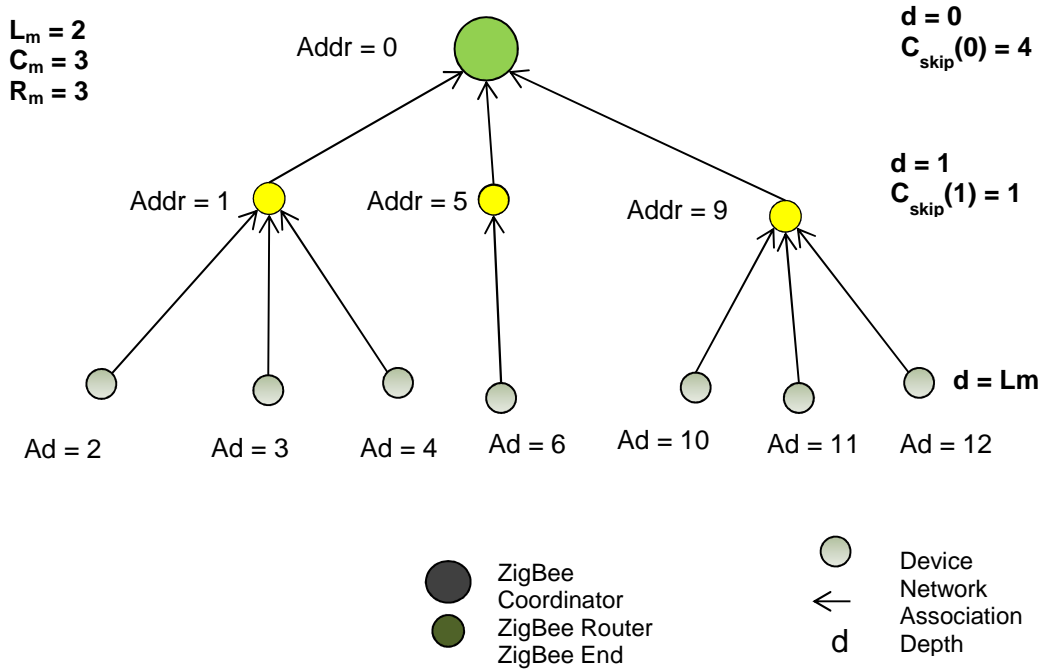 Lm = 2
Cm = 3
Rm = 3
Addr = 0
d = 0
Cskip(0) = 4
d = 1
Cskip(1) = 1
Addr = 1
Addr = 5
Addr = 9
d = Lm
Ad = 2
Ad = 3
Ad = 4
Ad = 6
Ad = 10
Ad = 11
Ad = 12
ZigBee
Coordinator
ZigBee Router
ZigBee End
Device
Network
Association
d
Depth